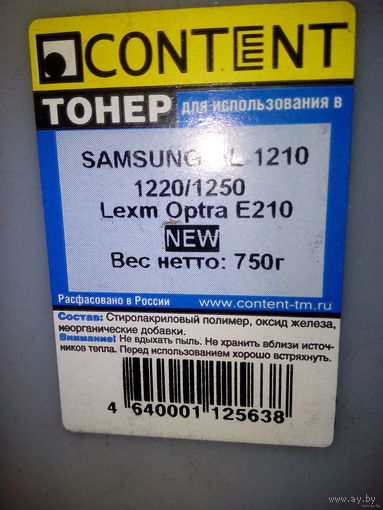 CONTENT
ТОНЕР для использования в
SAMSUNG ML 1210
1220/1250
Lexm Optra E210
NEW
Вес нетто: 750г
Расфасовано в России www.content-tm.ru
Состав: Стиролакриловый полимер, оксид железа,
неорганические добавки.
Внимание! Не вдыхать пыль. Не хранить вблизи источ-
ников тепла. Перед использованием хорошо встряхнуть.
4 640001 125638
www.ay.by